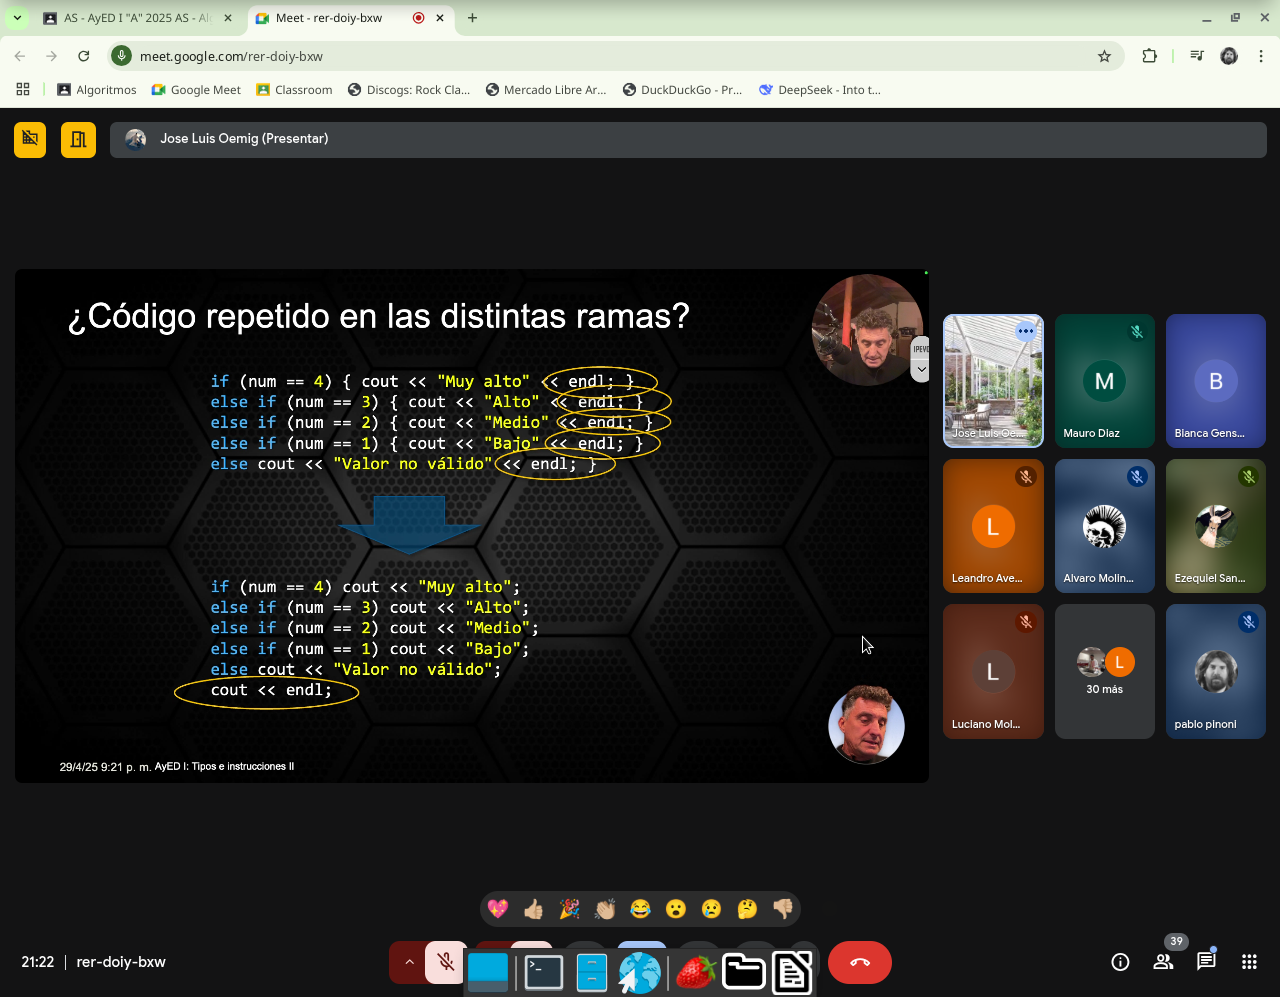 AS - AyED I "A" 2025 AS - Al
Meet - rer-doiy-bxw
meet.google.com/rer-doiy-bxw
Algoritmos
Google Meet
Classroom
Discogs: Rock Cla...
Mercado Libre Ar...
DuckDuckGo - Pr...
DeepSeek - Into t...
Jose Luis Oemig (Presentar)
¿Código repetido en las distintas ramas?
if (num == 4) { cout << "Muy alto" << endl; }
else if (num == 3) { cout << "Alto" << endl; }
else if (num == 2) { cout << "Medio" << endl; }
else if (num == 1) { cout << "Bajo" << endl; }
else cout << "Valor no válido" << endl; }
if (num == 4) cout << "Muy alto";
else if (num == 3) cout << "Alto";
else if (num == 2) cout << "Medio";
else if (num == 1) cout << "Bajo";
else cout << "Valor no válido";
cout << endl;
29/4/25 9:21 p. m. AyED I: Tipos e instrucciones II
Jose Luis Oe...
M
Mauro Diaz
B
Bianca Gens...
L
Leandro Ave...
Alvaro Molin...
Ezequiel San...
L
Luciano Mol...
L
30 más
pablo pinoni
21:22
rer-doiy-bxw
39